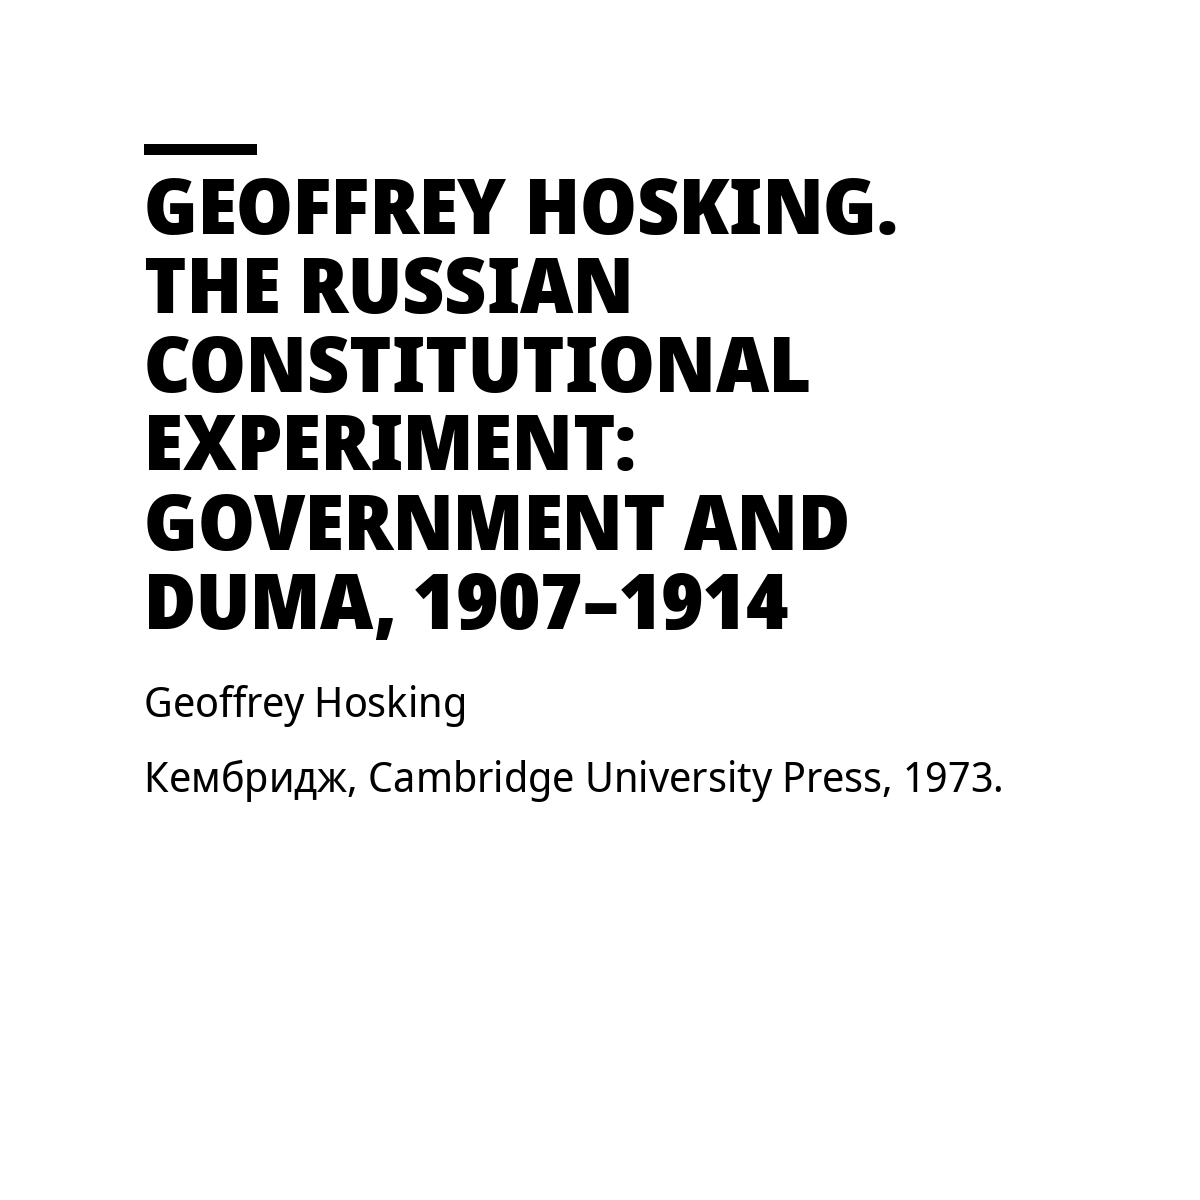 GEOFFREY HOSKING.
THE RUSSIAN
CONSTITUTIONAL
EXPERIMENT:
GOVERNMENT AND
DUMA, 1907–1914
Geoffrey Hosking
Кембридж, Cambridge University Press, 1973.